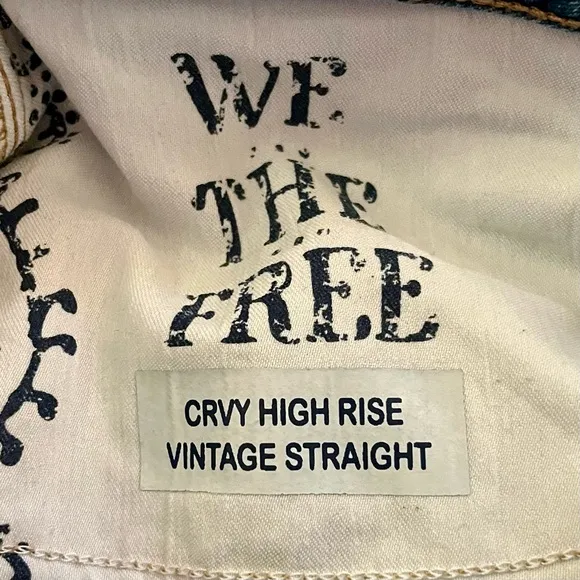 WE
THE
FREE
CRVY HIGH RISE
VINTAGE STRAIGHT